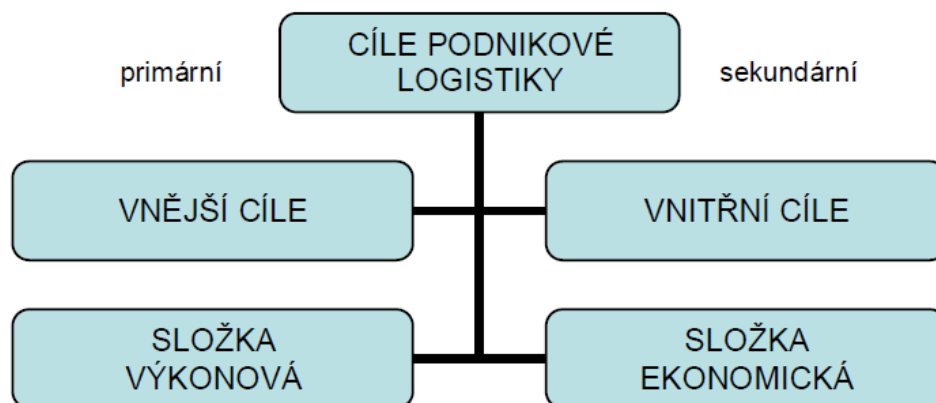 CÍLE PODNIKOVÉ
LOGISTIKY
primární
sekundární
VNĚJŠÍ CÍLE
VNITŘNÍ CÍLE
SLOŽKA
VÝKONOVÁ
SLOŽKA
EKONOMICKÁ